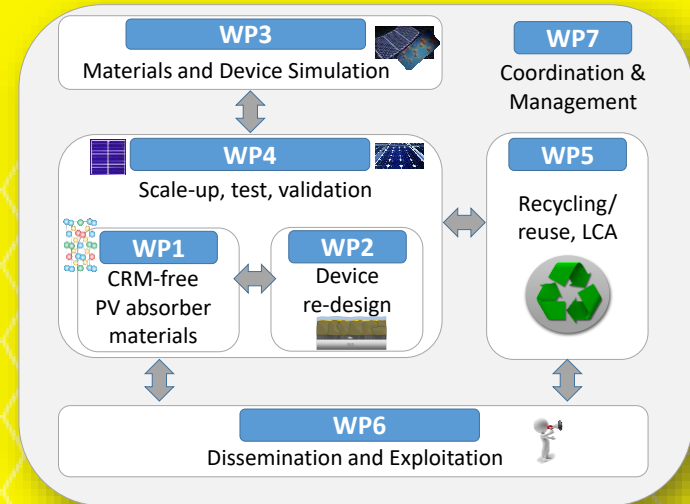 WP3
Materials and Device Simulation
WP7
Coordination &
Management
WP4
Scale-up, test, validation
WP5
Recycling/
reuse, LCA
WP1
CRM-free
PV absorber
materials
WP2
Device
re-design
WP6
Dissemination and Exploitation